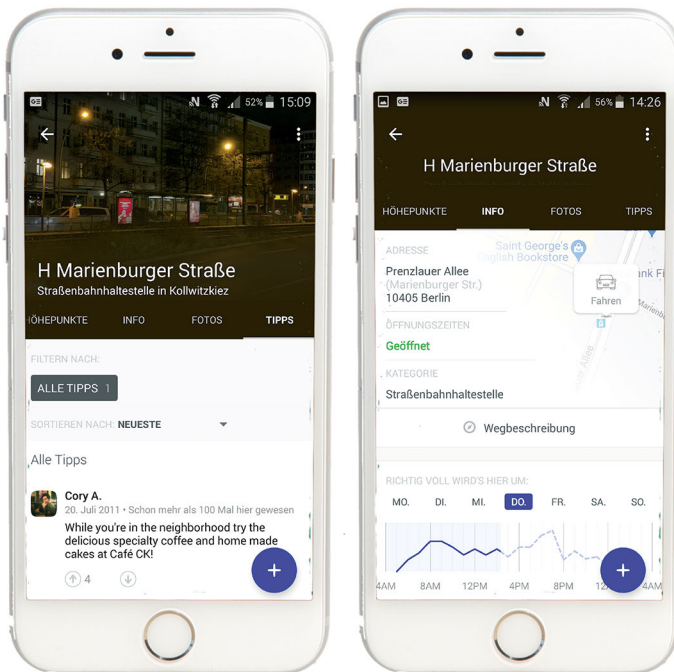 52% 15:09
H Marienburger Straße
Straßenbahnhaltestelle in Kollwitzkiez
HÖHEPUNKTE INFO FOTOS TIPPS
FILTERN NACH:
ALLE TIPPS 1
SORTIEREN NACH: NEUESTE
Alle Tipps
Cory A.
20. Juli 2011 • Schon mehr als 100 Mal hier gewesen
While you're in the neighborhood try the
delicious specialty coffee and home made
cakes at Café CK!
4
56% 14:26
H Marienburger Straße
HÖHEPUNKTE INFO FOTOS TIPPS
ADRESSE
Saint George's
English Bookstore
Prenzlauer Allee
(Marienburger Str.)
10405 Berlin
Fahren
ÖFFNUNGSZEITEN
Geöffnet
Allee
KATEGORIE
Straßenbahnhaltestelle
Wegbeschreibung
RICHTIG VOLL WIRD'S HIER UM:
MO. DI. MI. DO. FR. SA. SO.
4AM 8AM 12PM 4PM 8PM 4AM